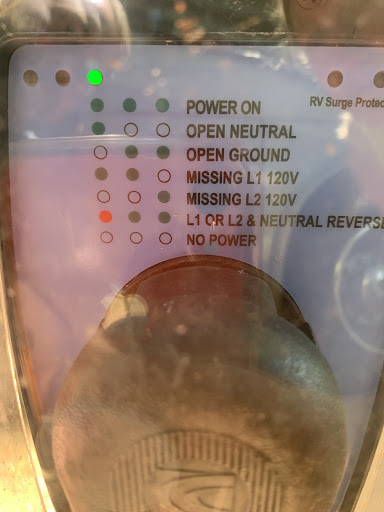 RV Surge Protec
POWER ON
OPEN NEUTRAL
OPEN GROUND
MISSING L1 120V
MISSING L2 120V
L1 OR L2 & NEUTRAL REVERSE
NO POWER